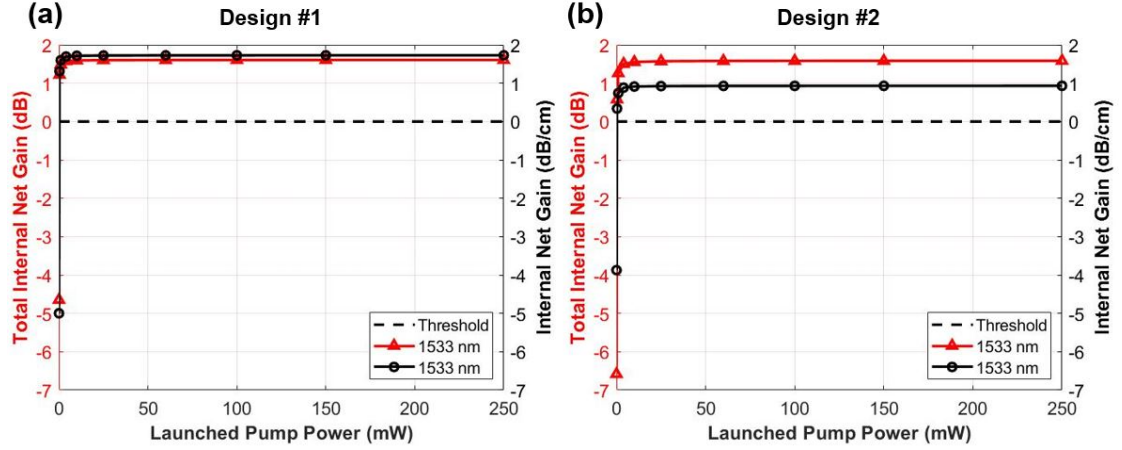 (a)
Design #1
Total Internal Net Gain (dB)
2
1
0
-1
-2
-3
-4
-5
-6
-7
2
1
0
-1
-2
-3
-4
-5
-6
-7
Internal Net Gain (dB/cm)
Threshold
1533 nm
1533 nm
0 50 100 150 200 250
Launched Pump Power (mW)
(b)
Design #2
Total Internal Net Gain (dB)
2
1
0
-1
-2
-3
-4
-5
-6
-7
2
1
0
-1
-2
-3
-4
-5
-6
-7
Internal Net Gain (dB/cm)
Threshold
1533 nm
1533 nm
0 50 100 150 200 250
Launched Pump Power (mW)